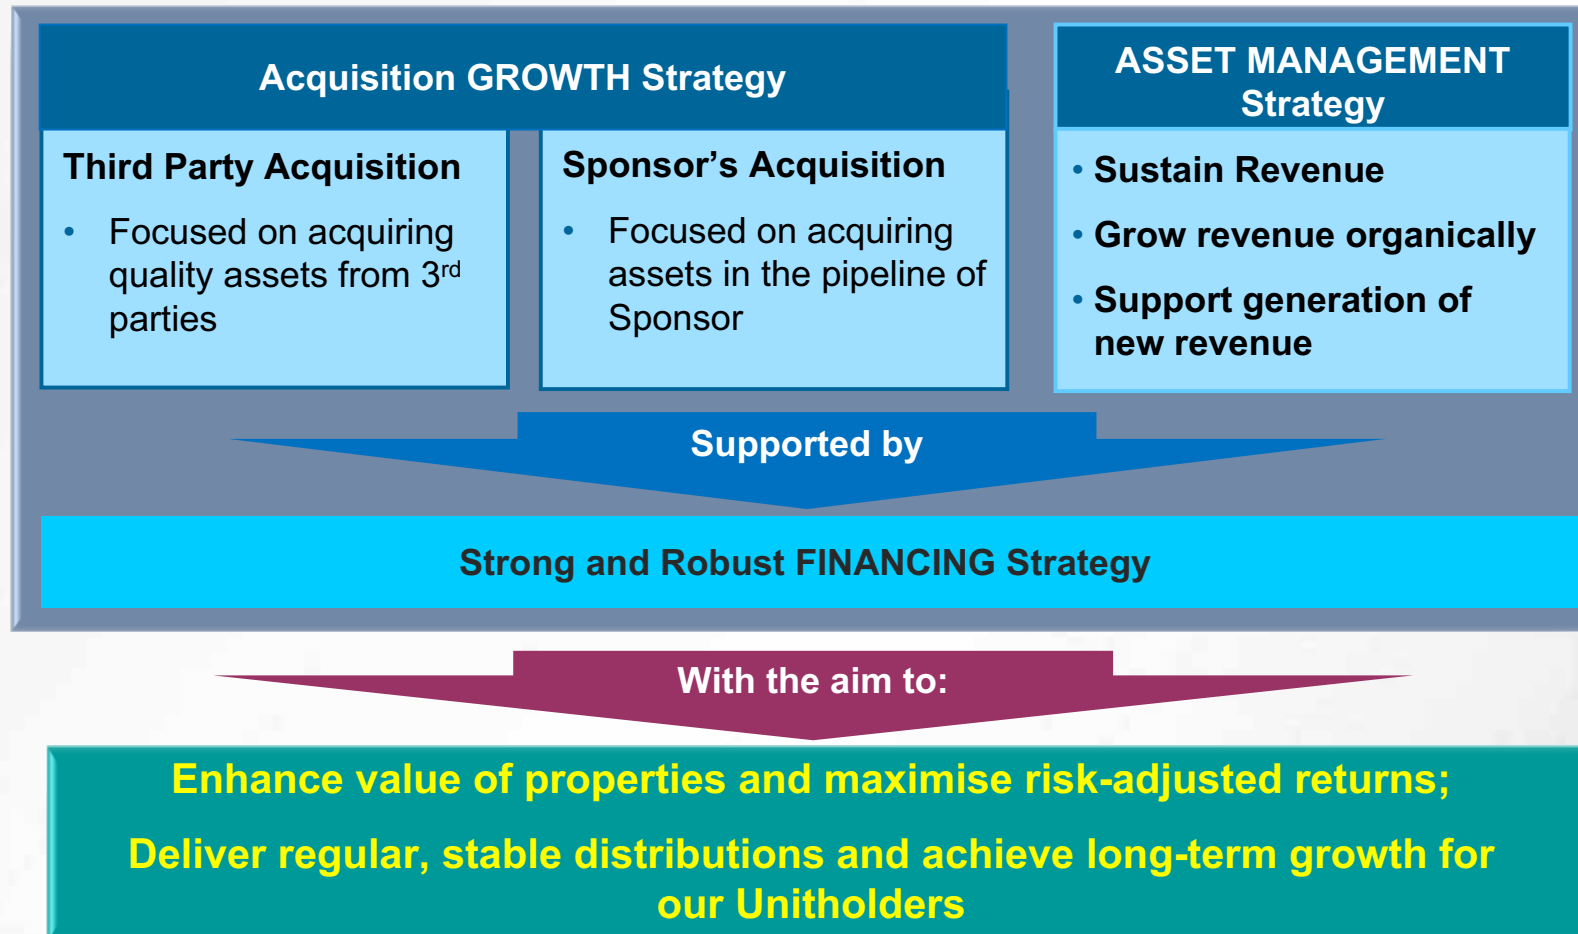 Acquisition GROWTH Strategy
Third Party Acquisition
• Focused on acquiring
quality assets from 3rd
parties
Sponsor’s Acquisition
• Focused on acquiring
assets in the pipeline of
Sponsor
ASSET MANAGEMENT
Strategy
• Sustain Revenue
• Grow revenue organically
• Support generation of
new revenue
Supported by
Strong and Robust FINANCING Strategy
With the aim to:
Enhance value of properties and maximise risk-adjusted returns;
Deliver regular, stable distributions and achieve long-term growth for
our Unitholders